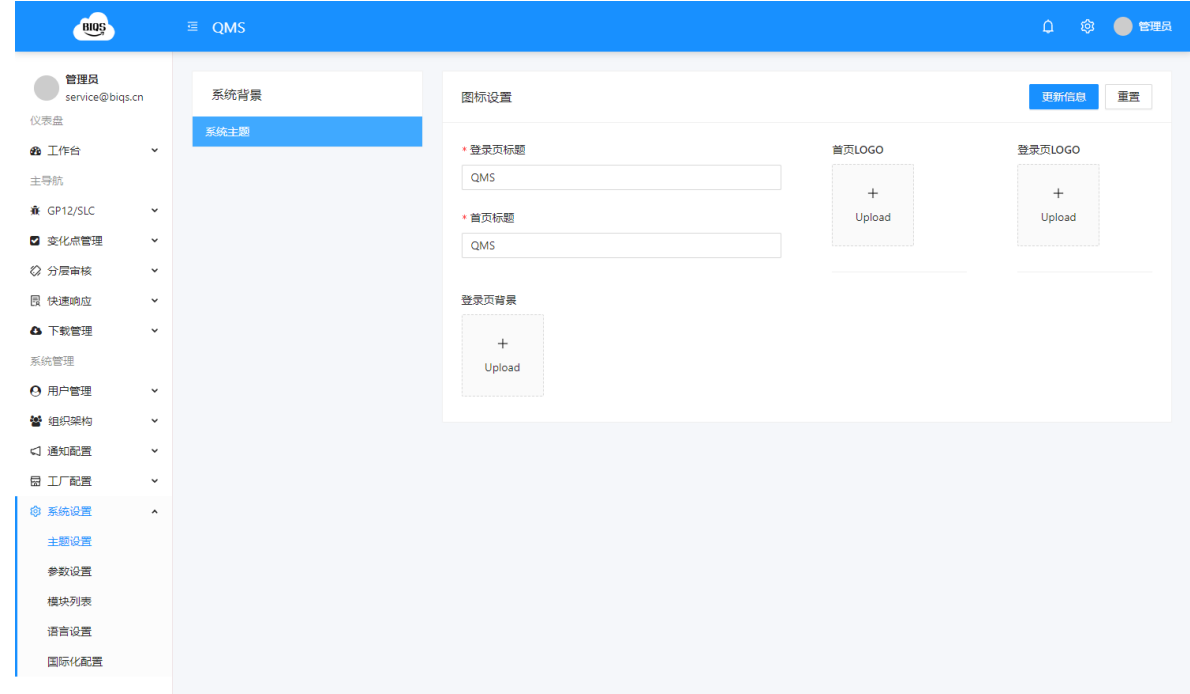 BIQS
QMS
管理员
管理员
service@biqs.cn
仪表盘
工作台
主导航
GP12/SLC
变化点管理
分层审核
快速响应
下载管理
系统管理
用户管理
组织架构
通知配置
工厂配置
系统设置
主题设置
参数设置
模块列表
语言设置
国际化配置
系统背景
系统主题
图标设置
更新信息
重置
* 登录页标题
QMS
* 首页标题
QMS
首页LOGO
+
Upload
登录页LOGO
+
Upload
登录页背景
+
Upload